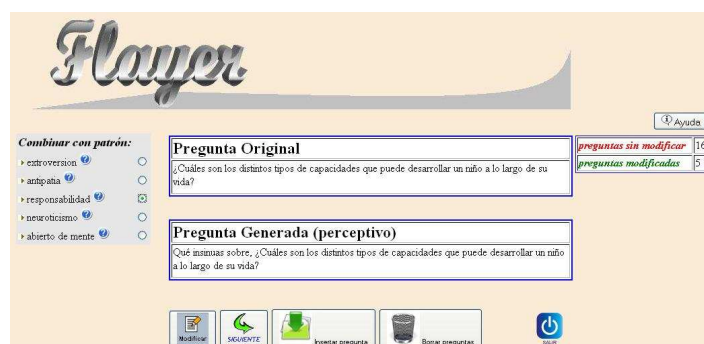 Flayer
Ayuda
Combinar con patrón:
extroversion
antipatia
responsabilidad
neuroticismo
abierto de mente
Pregunta Original
¿Cuáles son los distintos tipos de capacidades que puede desarrollar un niño a lo largo de su
vida?
preguntas sin modificar 16
preguntas modificadas 5
Pregunta Generada (perceptivo)
Qué insinuas sobre, ¿Cuáles son los distintos tipos de capacidades que puede desarrollar un niño
a lo largo de su vida?
Modificar
SIGUIENTE
Insertar pregunta
Borrar preguntas
SALIR